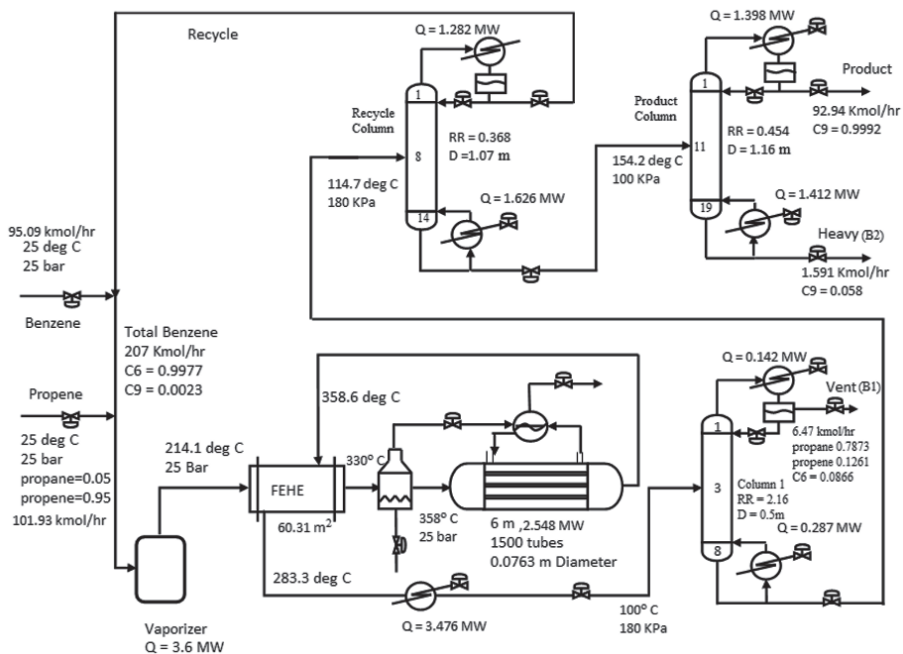 Recycle
Q = 1.282 MW
1
Recycle
Column
RR = 0.368
D =1.07 m
8
114.7 deg C
180 KPa
14
Q = 1.626 MW
Q = 1.398 MW
1
Product
Product
Column
92.94 Kmol/hr
C9 = 0.9992
RR = 0.454
D = 1.16 m
11
154.2 deg C
100 KPa
19
Q = 1.412 MW
Heavy (B2)
1.591 Kmol/hr
C9 = 0.058
95.09 kmol/hr
25 deg C
25 bar
Benzene
Total Benzene
207 Kmol/hr
C6 = 0.9977
C9 = 0.0023
Propene
25 deg C
25 bar
propane=0.05
propene=0.95
101.93 kmol/hr
214.1 deg C
25 Bar
358.6 deg C
FEHE
60.31 m²
330° C
358° C
25 bar
6 m ,2.548 MW
1500 tubes
0.0763 m Diameter
283.3 deg C
Q = 3.476 MW
Vaporizer
Q = 3.6 MW
100° C
180 KPa
Q = 0.142 MW
Vent (B1)
1
6.47 kmol/hr
propane 0.7873
propene 0.1261
C6 = 0.0866
3
Column 1
RR = 2.16
D = 0.5m
Q = 0.287 MW
8